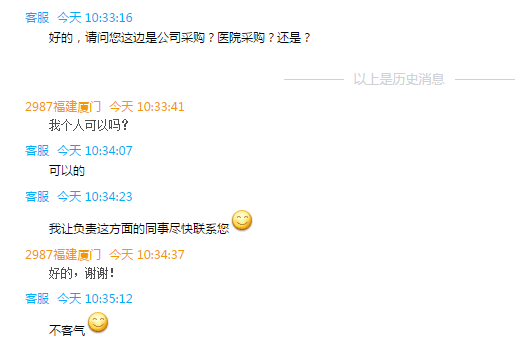 客服 今天 10:33:16
好的，请问您这边是公司采购？医院采购？还是？
以上是历史消息
2987福建厦门 今天 10:33:41
我个人可以吗？
客服 今天 10:34:07
可以的
客服 今天 10:34:23
我让负责这方面的同事尽快联系您
2987福建厦门 今天 10:34:37
好的，谢谢！
客服 今天 10:35:12
不客气